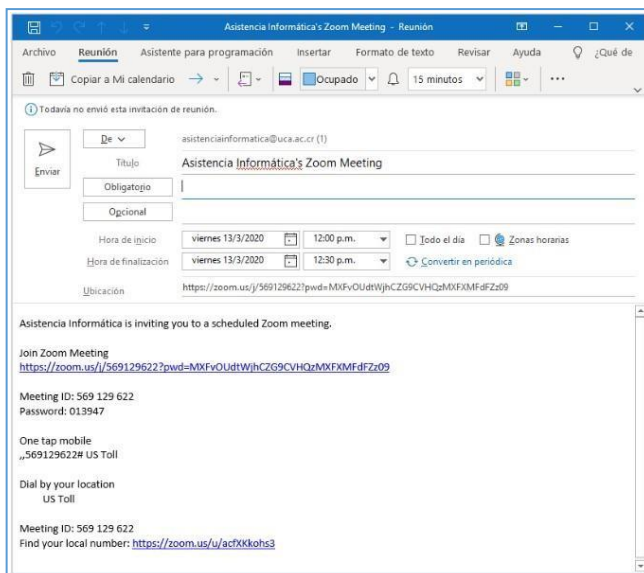 Asistencia Informática's Zoom Meeting - Reunión
Archivo Reunión Asistente para programación Insertar Formato de texto Revisar Ayuda ¿Qué de
Copiar a Mi calendario Ocupado 15 minutos
Todavía no envió esta invitación de reunión.
De asistenciainformatica@uca.ac.cr (1)
Enviar
Título Asistencia Informática's Zoom Meeting
Obligatorio
Opcional
Hora de inicio viernes 13/3/2020 12:00 p.m. Todo el día Zonas horarias
Hora de finalización viernes 13/3/2020 12:30 p.m. Convertir en periódica
Ubicación https://zoom.us/j/569129622?pwd=MXFvOUdtWjhCZG9CVHQzMXFXMFdFZz09
Asistencia Informática is inviting you to a scheduled Zoom meeting.
Join Zoom Meeting
https://zoom.us/j/569129622?pwd=MXFvOUdtWjhCZG9CVHQzMXFXMFdFZz09
Meeting ID: 569 129 622
Password: 013947
One tap mobile
,,569129622# US Toll
Dial by your location
US Toll
Meeting ID: 569 129 622
Find your local number: https://zoom.us/u/acfXKkohs3